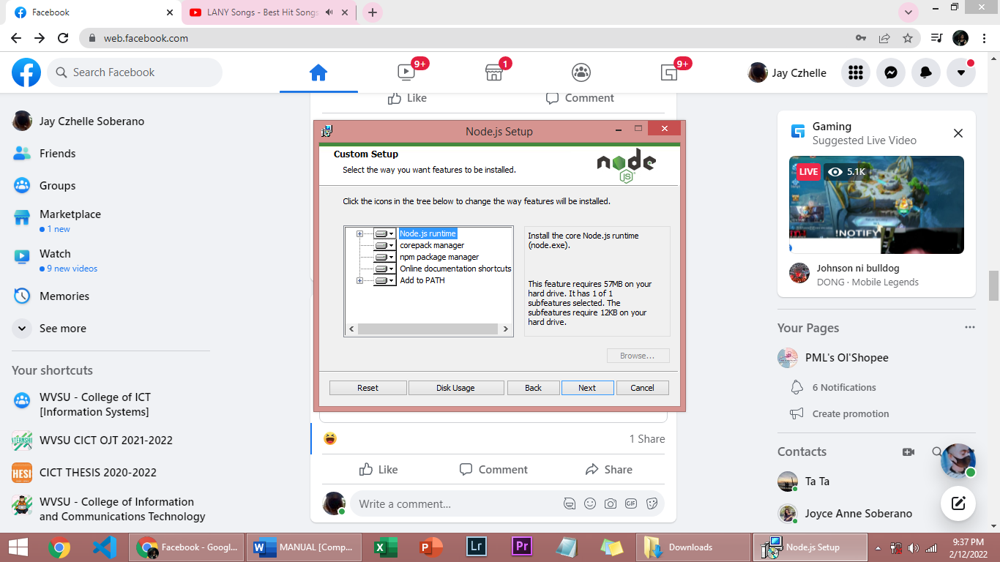 Facebook
LANY Songs - Best Hit Songs
web.facebook.com
Search Facebook
9+
1
9+
Jay Czhelle
Jay Czhelle Soberano
Friends
Groups
Marketplace
1 new
Watch
9 new videos
Memories
See more
Your shortcuts
WVSU - College of ICT
[Information Systems]
WVSU CICT OJT 2021-2022
CICT THESIS 2020-2022
WVSU - College of Information
and Communications Technology
Like
Comment
Node.js Setup
Custom Setup
Select the way you want features to be installed.
node
JS
Click the icons in the tree below to change the way features will be installed.
Node.js runtime
corepack manager
npm package manager
Online documentation shortcuts
Add to PATH
Install the core Node.js runtime
(node.exe).
This feature requires 57MB on your
hard drive. It has 1 of 1
subfeatures selected. The
subfeatures require 12KB on your
hard drive.
Browse...
Reset
Disk Usage
Back
Next
Cancel
1 Share
Like
Comment
Share
Write a comment...
GIF
Gaming
Suggested Live Video
LIVE
5.1K
!NOTIFY
Johnson ni bulldog
DONG · Mobile Legends
Your Pages
PML's Ol'Shopee
6 Notifications
Create promotion
Contacts
Ta Ta
Joyce Anne Soberano
Facebook - Googl...
MANUAL [Comp...
Lr
Pr
Downloads
Node.js Setup
9:37 PM
2/12/2022